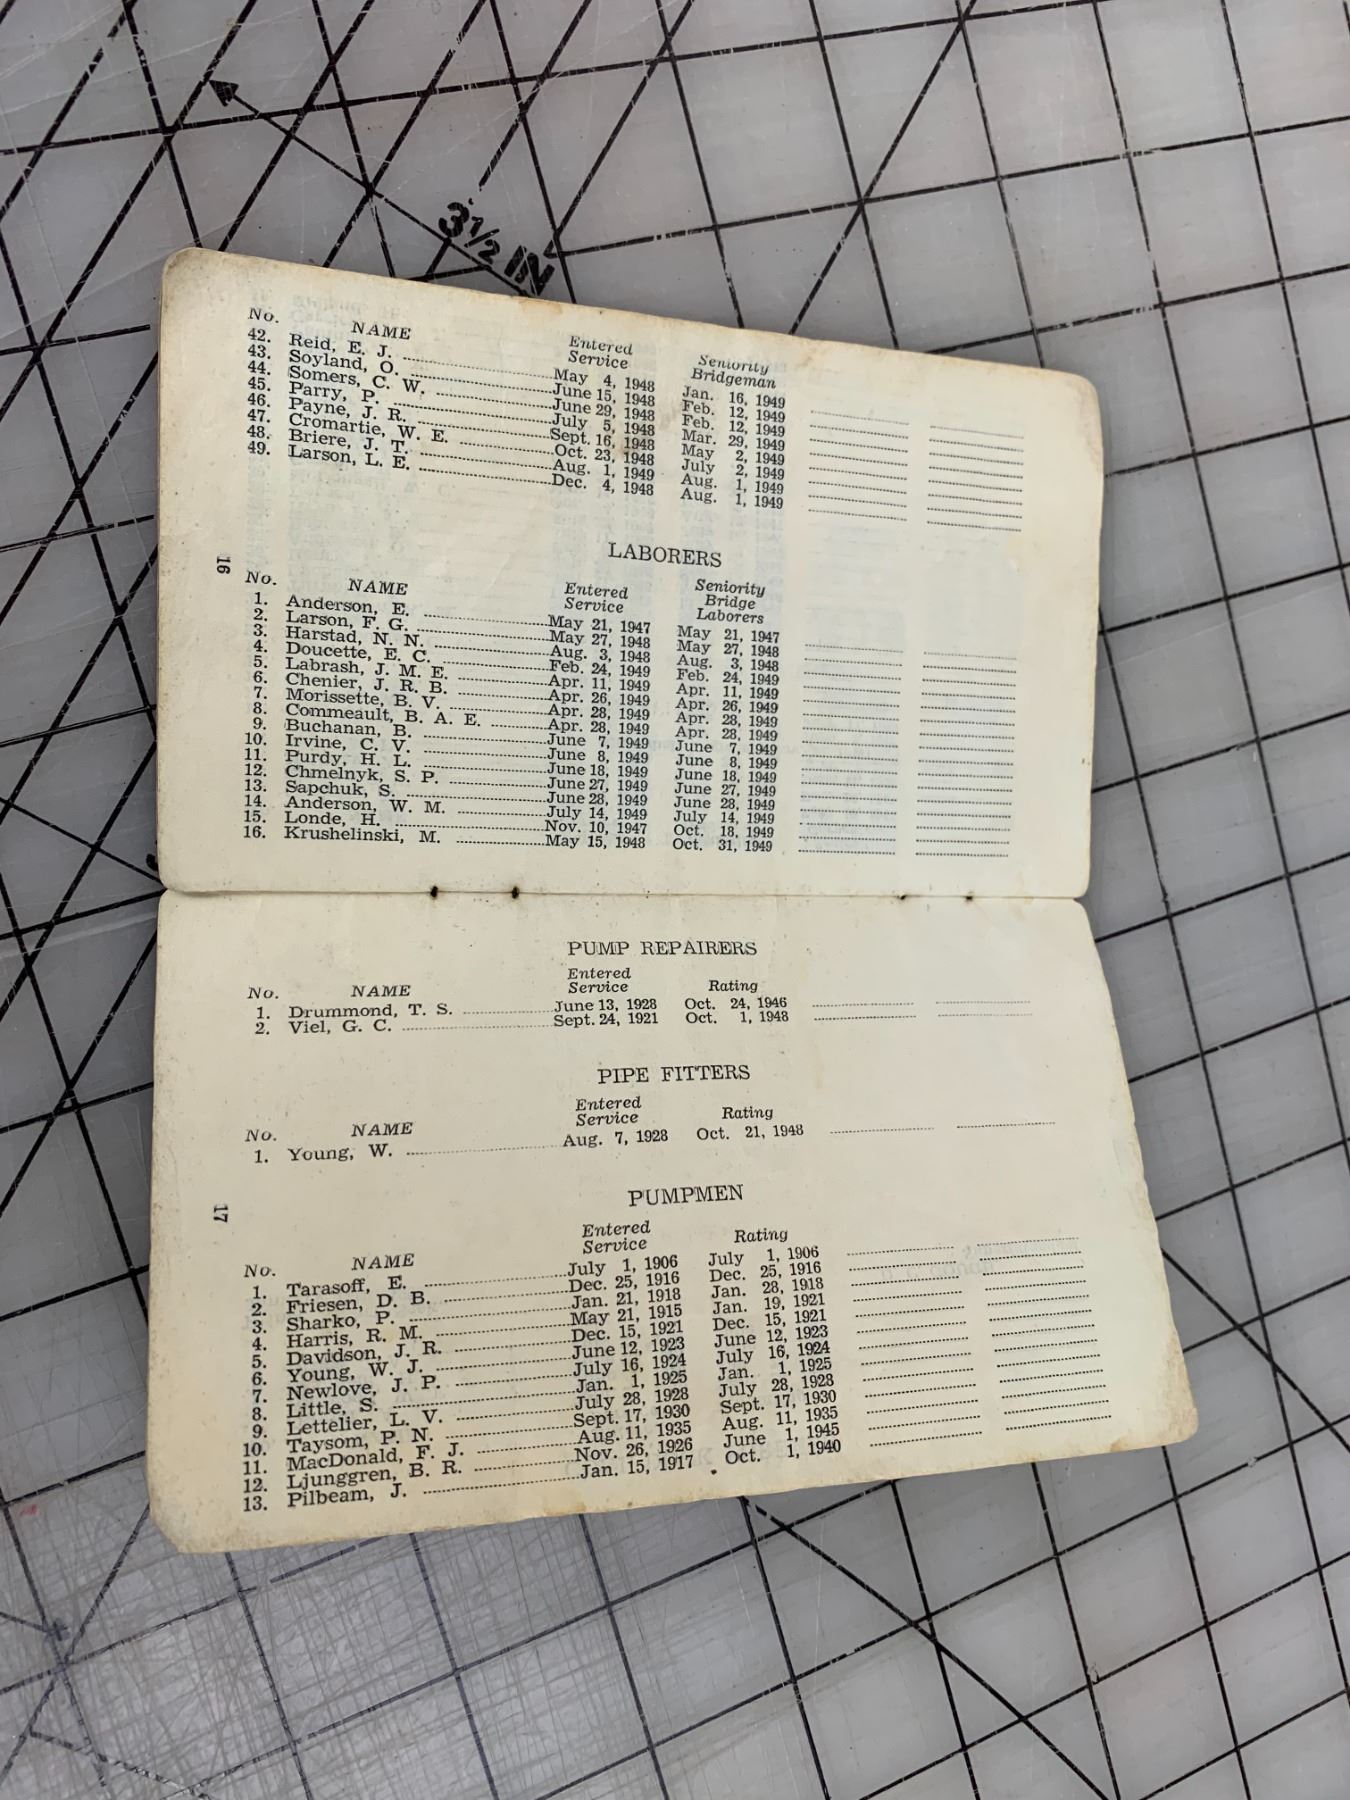 3½ IN
No. NAME Entered Service Seniority Bridgeman
42. Reid, E. J. May 4, 1948 Jan. 16, 1949
43. Soyland, O. June 15, 1948 Feb. 12, 1949
44. Somers, C. W. June 29, 1948 Feb. 12, 1949
45. Parry, P. July 5, 1948 Mar. 29, 1949
46. Payne, J. R. Sept. 16, 1948 May 2, 1949
47. Cromartie, W. E. Oct. 23, 1948 July 2, 1949
48. Briere, J. T. Aug. 1, 1949 Aug. 1, 1949
49. Larson, L. E. Dec. 4, 1948 Aug. 1, 1949
16
LABORERS
No. NAME Entered Service Seniority Bridge Laborers
1. Anderson, E. May 21, 1947 May 21, 1947
2. Larson, F. G. May 27, 1948 May 27, 1948
3. Harstad, N. N. Aug. 3, 1948 Aug. 3, 1948
4. Doucette, E. C. Feb. 24, 1949 Feb. 24, 1949
5. Labrash, J. M. E. Apr. 11, 1949 Apr. 11, 1949
6. Chenier, J. R. B. Apr. 26, 1949 Apr. 26, 1949
7. Morissette, B. V. Apr. 28, 1949 Apr. 28, 1949
8. Commeault, B. A. E. Apr. 28, 1949 Apr. 28, 1949
9. Buchanan, B. June 7, 1949 June 7, 1949
10. Irvine, C. V. June 8, 1949 June 8, 1949
11. Purdy, H. L. June 18, 1949 June 18, 1949
12. Chmelnyk, S. P. June 27, 1949 June 27, 1949
13. Sapchuk, S. June 28, 1949 June 28, 1949
14. Anderson, W. M. July 14, 1949 July 14, 1949
15. Londe, H. Nov. 10, 1947 Oct. 18, 1949
16. Krushelinski, M. May 15, 1948 Oct. 31, 1949
PUMP REPAIRERS
No. NAME Entered Service Rating
1. Drummond, T. S. June 13, 1928 Oct. 24, 1946
2. Viel, G. C. Sept. 24, 1921 Oct. 1, 1948
PIPE FITTERS
No. NAME Entered Service Rating
1. Young, W. Aug. 7, 1928 Oct. 21, 1948
17
PUMPMEN
No. NAME Entered Service Rating
1. Tarasoff, E. July 1, 1906 July 1, 1906
2. Friesen, D. B. Dec. 25, 1916 Dec. 25, 1916
3. Sharko, P. Jan. 21, 1918 Jan. 28, 1918
4. Harris, R. M. May 21, 1915 Jan. 19, 1921
5. Davidson, J. R. Dec. 15, 1921 Dec. 15, 1921
6. Young, W. J. June 12, 1923 June 12, 1923
7. Newlove, J. P. July 16, 1924 July 16, 1924
8. Little, S. Jan. 1, 1925 Jan. 1, 1925
9. Lettelier, L. V. July 28, 1928 July 28, 1928
10. Taysom, P. N. Sept. 17, 1930 Sept. 17, 1930
11. MacDonald, F. J. Aug. 11, 1935 Aug. 11, 1935
12. Ljunggren, B. R. Nov. 26, 1926 June 1, 1945
13. Pilbeam, J. Jan. 15, 1917 Oct. 1, 1940